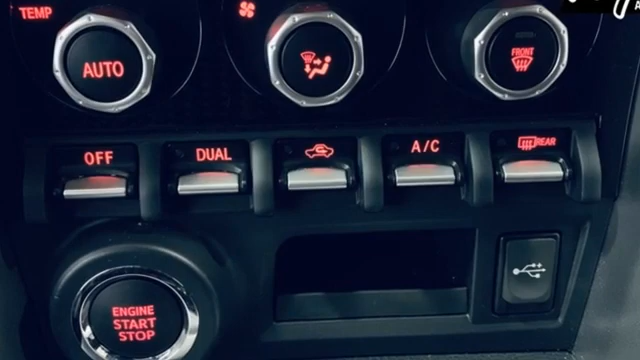 TEMP
AUTO
FRONT
OFF
DUAL
A/C
REAR
ENGINE
START
STOP